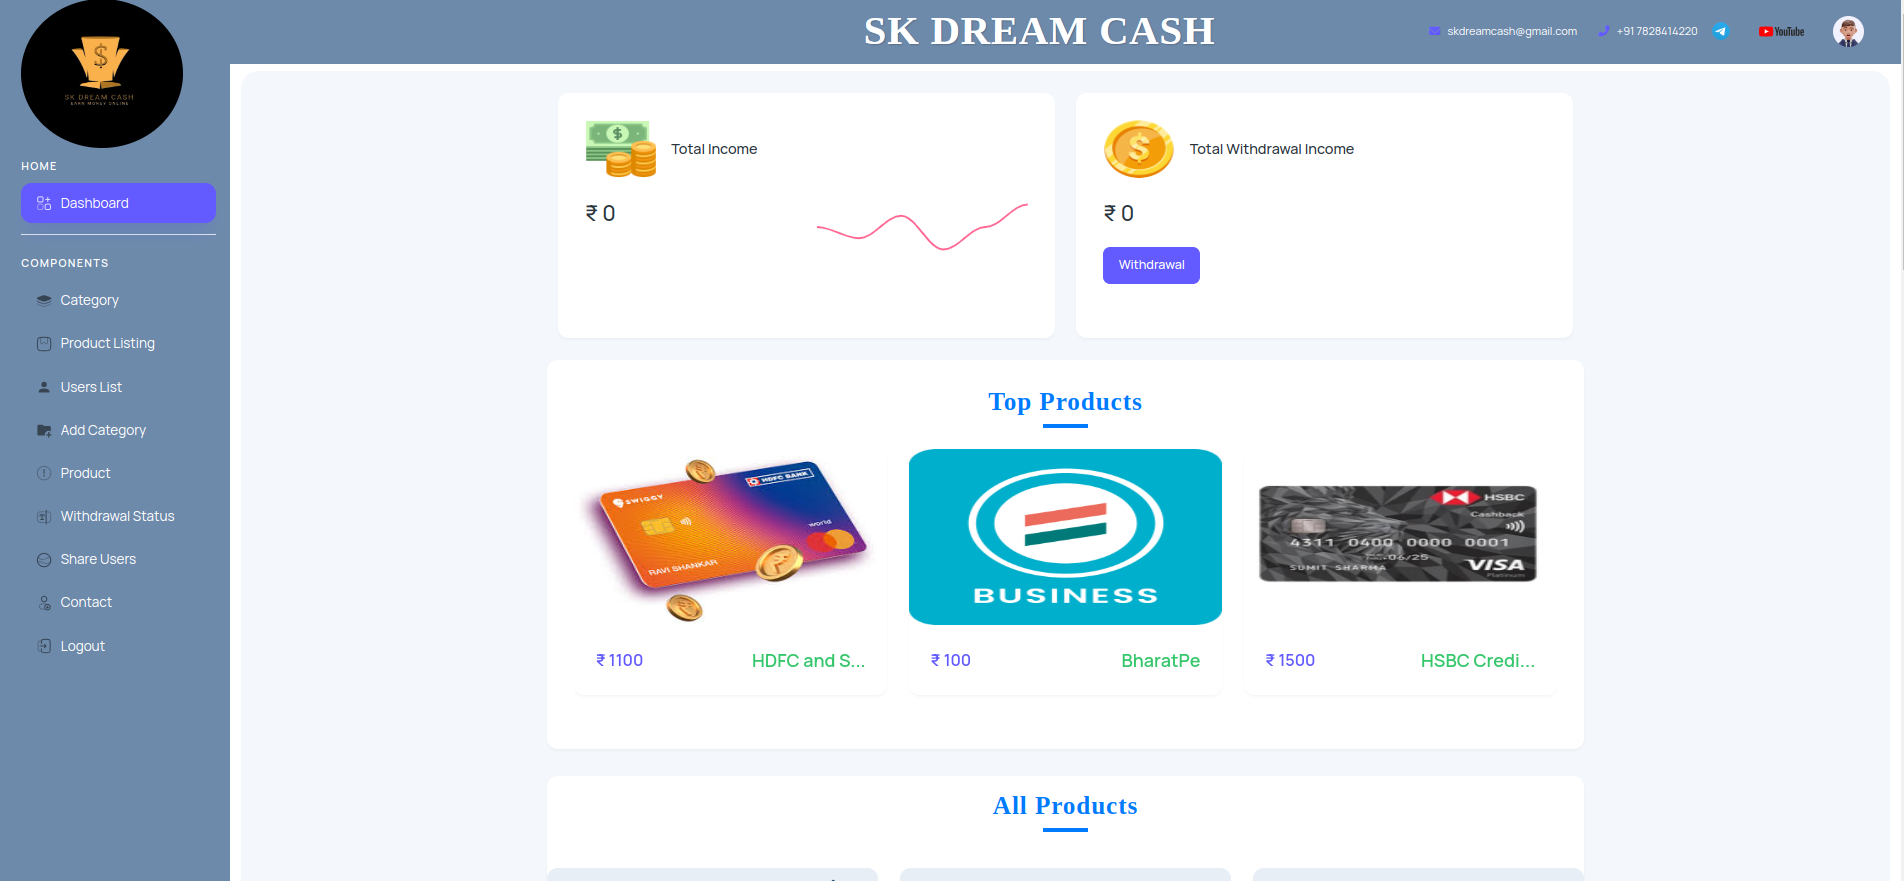 SK DREAM CASH
EARN MONEY ONLINE
SK DREAM CASH
skdreamcash@gmail.com
+91 7828414220
YouTube
HOME
Dashboard
COMPONENTS
Category
Product Listing
Users List
Add Category
Product
Withdrawal Status
Share Users
Contact
Logout
Total Income
₹ 0
Total Withdrawal Income
₹ 0
Withdrawal
Top Products
SWIGGY
HDFC BANK
world
RAVI SHANKAR
BUSINESS
HSBC
Cashback
4311 0400 0000 0001
06/25
SUMIT SHARMA
VISA
Platinum
₹ 1100
HDFC and S...
₹ 100
BharatPe
₹ 1500
HSBC Credi...
All Products